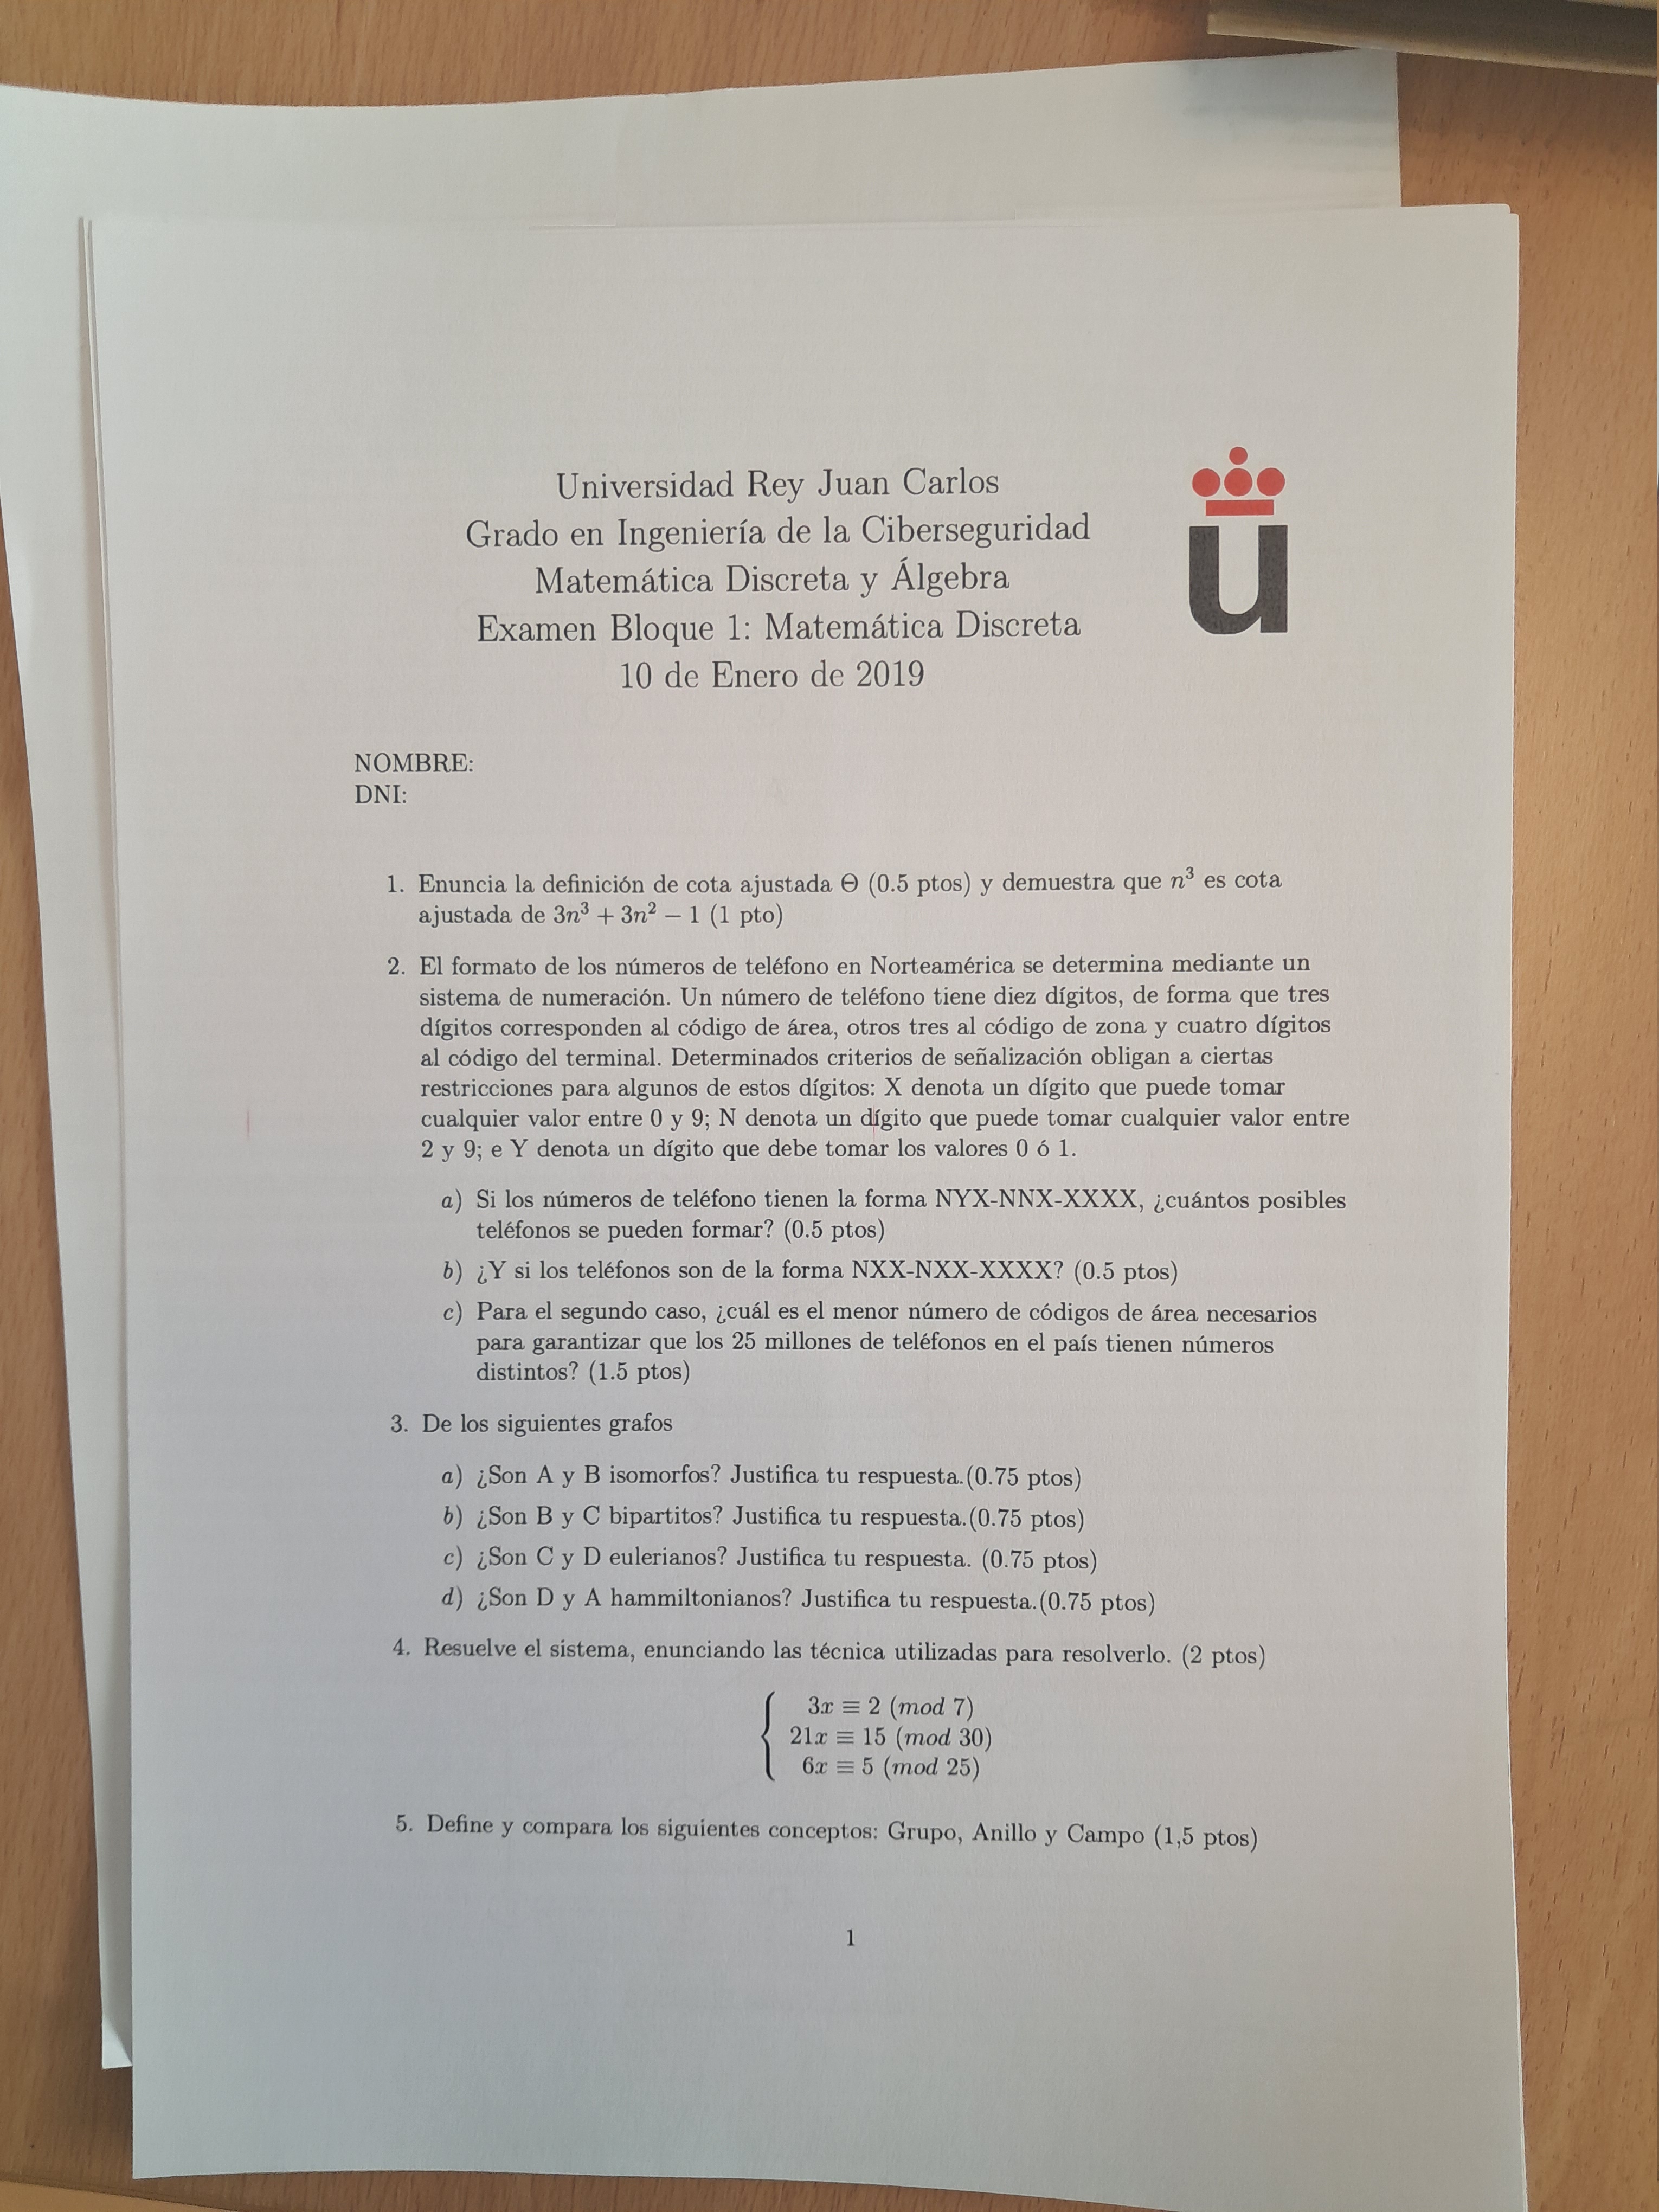 Universidad Rey Juan Carlos
Grado en Ingeniería de la Ciberseguridad
Matemática Discreta y Álgebra
Examen Bloque 1: Matemática Discreta
10 de Enero de 2019
u
NOMBRE:
DNI:
1. Enuncia la definición de cota ajustada Θ (0.5 ptos) y demuestra que n³ es cota
ajustada de 3n³ + 3n² − 1 (1 pto)
2. El formato de los números de teléfono en Norteamérica se determina mediante un
sistema de numeración. Un número de teléfono tiene diez dígitos, de forma que tres
dígitos corresponden al código de área, otros tres al código de zona y cuatro dígitos
al código del terminal. Determinados criterios de señalización obligan a ciertas
restricciones para algunos de estos dígitos: X denota un dígito que puede tomar
cualquier valor entre 0 y 9; N denota un dígito que puede tomar cualquier valor entre
2 y 9; e Y denota un dígito que debe tomar los valores 0 ó 1.
a) Si los números de teléfono tienen la forma NYX-NNX-XXXX, ¿cuántos posibles
teléfonos se pueden formar? (0.5 ptos)
b) ¿Y si los teléfonos son de la forma NXX-NXX-XXXX? (0.5 ptos)
c) Para el segundo caso, ¿cuál es el menor número de códigos de área necesarios
para garantizar que los 25 millones de teléfonos en el país tienen números
distintos? (1.5 ptos)
3. De los siguientes grafos
a) ¿Son A y B isomorfos? Justifica tu respuesta.(0.75 ptos)
b) ¿Son B y C bipartitos? Justifica tu respuesta.(0.75 ptos)
c) ¿Son C y D eulerianos? Justifica tu respuesta. (0.75 ptos)
d) ¿Son D y A hammiltonianos? Justifica tu respuesta.(0.75 ptos)
4. Resuelve el sistema, enunciando las técnica utilizadas para resolverlo. (2 ptos)
3x ≡ 2 (mod 7)
21x ≡ 15 (mod 30)
6x ≡ 5 (mod 25)
5. Define y compara los siguientes conceptos: Grupo, Anillo y Campo (1,5 ptos)
1